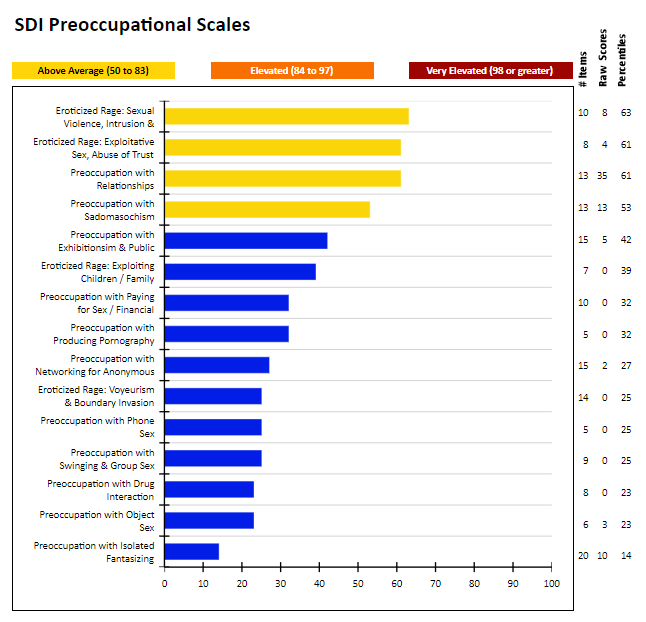 SDI Preoccupational Scales
Above Average (50 to 83)
Elevated (84 to 97)
Very Elevated (98 or greater)
# Items
Raw Scores
Percentiles
Eroticized Rage: Sexual
Violence, Intrusion &
10 8 63
Eroticized Rage: Exploitative
Sex, Abuse of Trust
8 4 61
Preoccupation with
Relationships
13 35 61
Preoccupation with
Sadomasochism
13 13 53
Preoccupation with
Exhibitionsim & Public
15 5 42
Eroticized Rage: Exploiting
Children / Family
7 0 39
Preoccupation with Paying
for Sex / Financial
10 0 32
Preoccupation with
Producing Pornography
5 0 32
Preoccupation with
Networking for Anonymous
15 2 27
Eroticized Rage: Voyeurism
& Boundary Invasion
14 0 25
Preoccupation with Phone
Sex
5 0 25
Preoccupation with
Swinging & Group Sex
9 0 25
Preoccupation with Drug
Interaction
8 0 23
Preoccupation with Object
Sex
6 3 23
Preoccupation with Isolated
Fantasizing
20 10 14
0 10 20 30 40 50 60 70 80 90 100